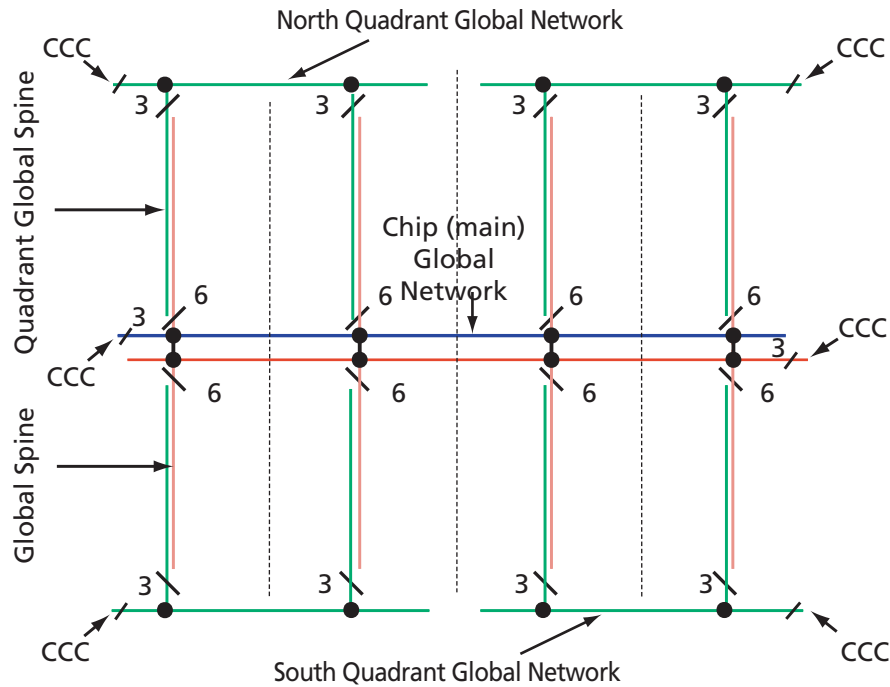 North Quadrant Global Network
CCC
CCC
3
3
3
3
Quadrant Global Spine
Chip (main)
Global
Network
6
6
6
6
3
CCC
3
CCC
6
6
6
6
Global Spine
3
3
3
3
CCC
CCC
South Quadrant Global Network